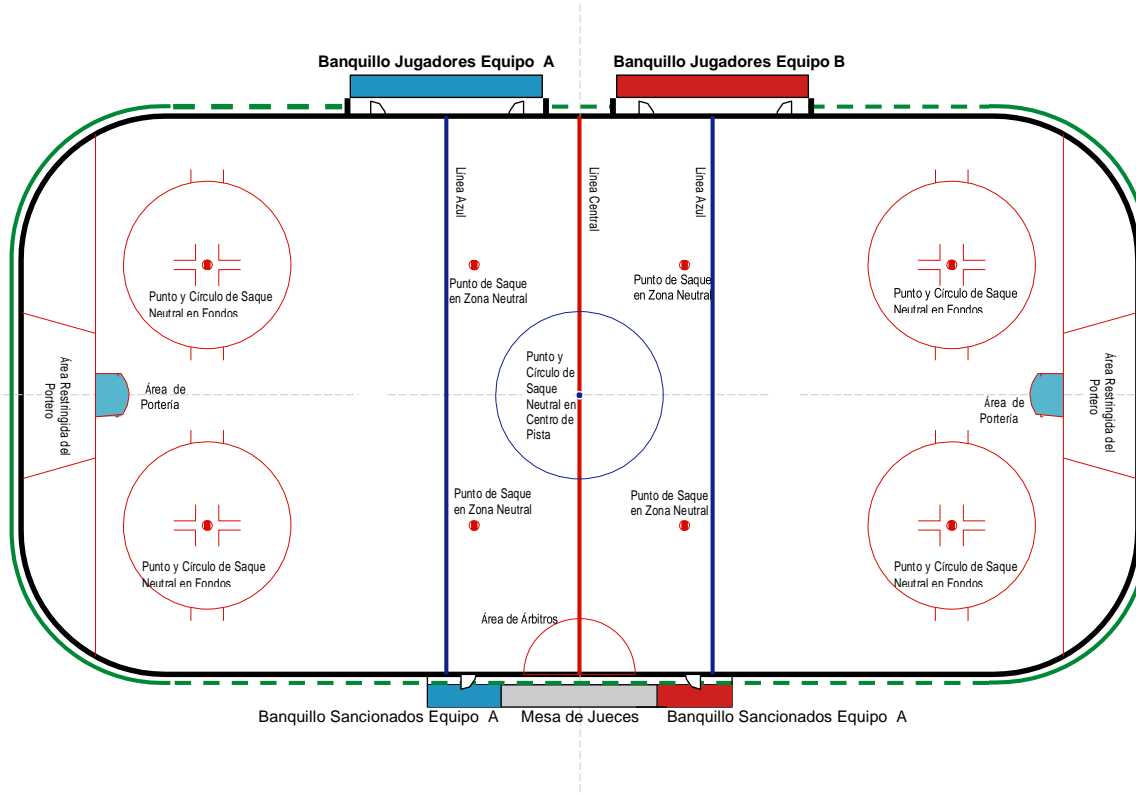 Banquillo Jugadores Equipo A
Banquillo Jugadores Equipo B
Línea Azul
Línea Central
Línea Azul
Punto y Círculo de Saque
Neutral en Fondos
Punto de Saque
en Zona Neutral
Punto de Saque
en Zona Neutral
Punto y Círculo de Saque
Neutral en Fondos
Área Restringida del
Portero
Área de
Portería
Punto y
Círculo de
Saque
Neutral en
Centro de
Pista
Área de
Portería
Área Restringida del
Portero
Punto de Saque
en Zona Neutral
Punto de Saque
en Zona Neutral
Punto y Círculo de Saque
Neutral en Fondos
Punto y Círculo de Saque
Neutral en Fondos
Área de Árbitros
Banquillo Sancionados Equipo A
Mesa de Jueces
Banquillo Sancionados Equipo A